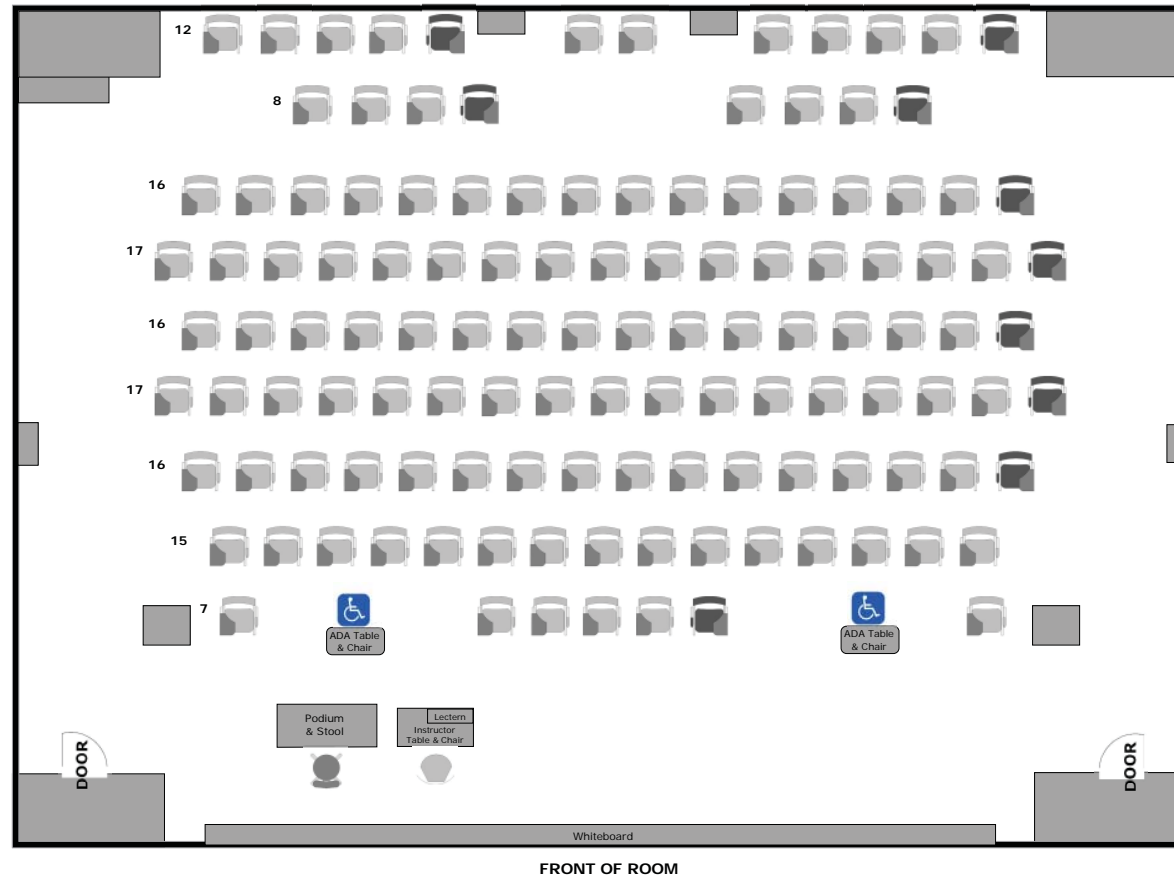 12
8
16
17
16
17
16
15
7
ADA Table
& Chair
ADA Table
& Chair
Podium
& Stool
Lectern
Instructor
Table & Chair
DOOR
DOOR
Whiteboard
FRONT OF ROOM